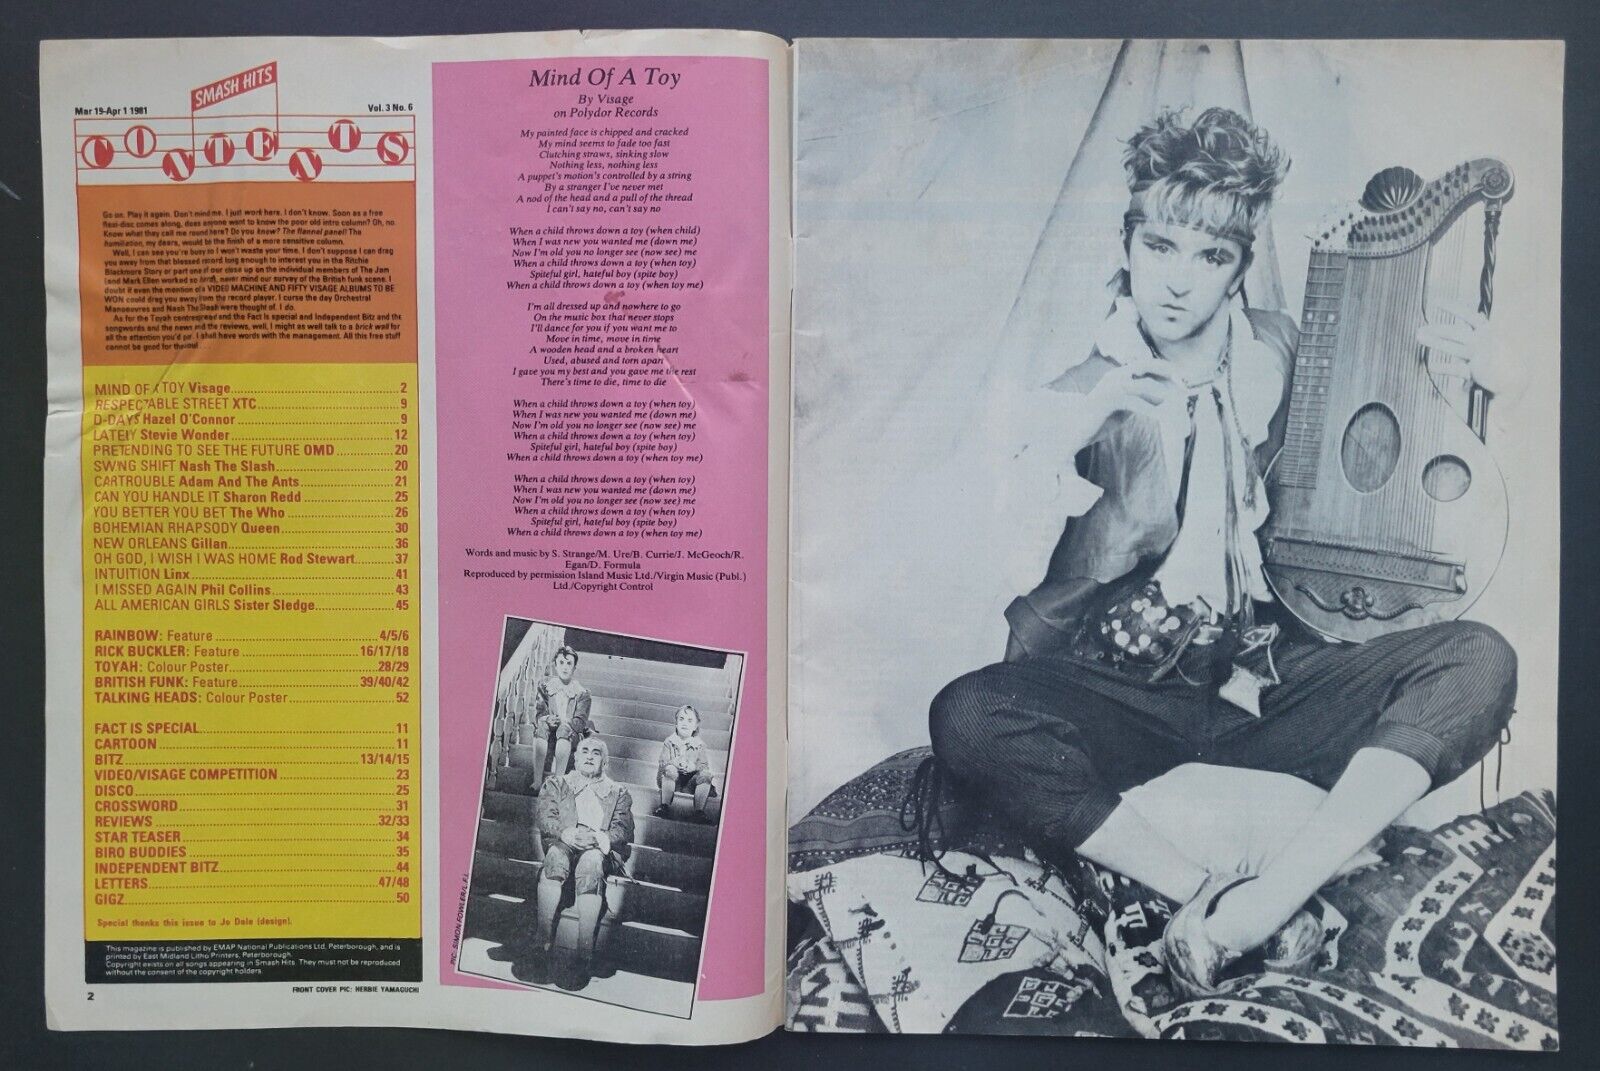 SMASH HITS
Mar 19-Apr 1 1981
Vol. 3 No. 6
CONTENTS
Go on. Play it again. Don't mind me. I just work here. I don't know. Soon as a free
flexi-disc comes along, does anyone want to know the poor old intro column? Oh, no.
Know what they call me round here? Do you know? The flannel panel! The
humiliation, my dears, would be the finish of a more sensitive column.
Well, I can see you're busy so I won't waste your time. I don't suppose I can drag
you away from that blessed record long enough to interest you in the Ritchie
Blackmore Story or part one of our close up on the individual members of The Jam
(and Mark Ellen worked so hard), never mind our survey of the British funk scene. I
doubt if even the mention of a VIDEO MACHINE AND FIFTY VISAGE ALBUMS TO BE
WON could drag you away from the record player. I curse the day Orchestral
Manoeuvres and Nash The Slash were thought of. I do.
As for the Toyah centrespread and the Fact Is special and Independent Bitz and the
songwords and the news and the reviews, well, I might as well talk to a brick wall for
all the attention you'd pay. I shall have words with the management. All this free stuff
cannot be good for the soul . . .
MIND OF A TOY Visage 2
RESPECTABLE STREET XTC 9
D-DAYS Hazel O'Connor 9
LATELY Stevie Wonder 12
PRETENDING TO SEE THE FUTURE OMD 20
SWING SHIFT Nash The Slash 20
CARTROUBLE Adam And The Ants 21
CAN YOU HANDLE IT Sharon Redd 25
YOU BETTER YOU BET The Who 26
BOHEMIAN RHAPSODY Queen 30
NEW ORLEANS Gillan 36
OH GOD, I WISH I WAS HOME Rod Stewart 37
INTUITION Linx 41
I MISSED AGAIN Phil Collins 43
ALL AMERICAN GIRLS Sister Sledge 45
RAINBOW: Feature 4/5/6
RICK BUCKLER: Feature 16/17/18
TOYAH: Colour Poster 28/29
BRITISH FUNK: Feature 39/40/42
TALKING HEADS: Colour Poster 52
FACT IS SPECIAL 11
CARTOON 11
BITZ 13/14/15
VIDEO/VISAGE COMPETITION 23
DISCO 25
CROSSWORD 31
REVIEWS 32/33
STAR TEASER 34
BIRO BUDDIES 35
INDEPENDENT BITZ 44
LETTERS 47/48
GIGZ 50
Special thanks this issue to Jo Dale (design).
This magazine is published by EMAP National Publications Ltd, Peterborough, and is
printed by East Midland Litho Printers, Peterborough.
Copyright exists on all songs appearing in Smash Hits. They must not be reproduced
without the consent of the copyright holders.
2
FRONT COVER PIC: HERBIE YAMAGUCHI
Mind Of A Toy
By Visage
on Polydor Records
My painted face is chipped and cracked
My mind seems to fade too fast
Clutching straws, sinking slow
Nothing less, nothing less
A puppet's motion's controlled by a string
By a stranger I've never met
A nod of the head and a pull of the thread
I can't say no, can't say no
When a child throws down a toy (when child)
When I was new you wanted me (down me)
Now I'm old you no longer see (now see) me
When a child throws down a toy (when toy)
Spiteful girl, hateful boy (spite boy)
When a child throws down a toy (when toy me)
I'm all dressed up and nowhere to go
On the music box that never stops
I'll dance for you if you want me to
Move in time, move in time
A wooden head and a broken heart
Used, abused and torn apart
I gave you my best and you gave me the rest
There's time to die, time to die
When a child throws down a toy (when toy)
When I was new you wanted me (down me)
Now I'm old you no longer see (now see) me
When a child throws down a toy (when toy)
Spiteful girl, hateful boy (spite boy)
When a child throws down a toy (when toy me)
When a child throws down a toy (when toy)
When I was new you wanted me (down me)
Now I'm old you no longer see (now see) me
When a child throws down a toy (when toy)
Spiteful girl, hateful boy (spite boy)
When a child throws down a toy (when toy me)
Words and music by S. Strange/M. Ure/B. Currie/J. McGeoch/R.
Egan/D. Formula
Reproduced by permission Island Music Ltd./Virgin Music (Publ.)
Ltd./Copyright Control
PIC: SIMON FOWLER/L.F.I.